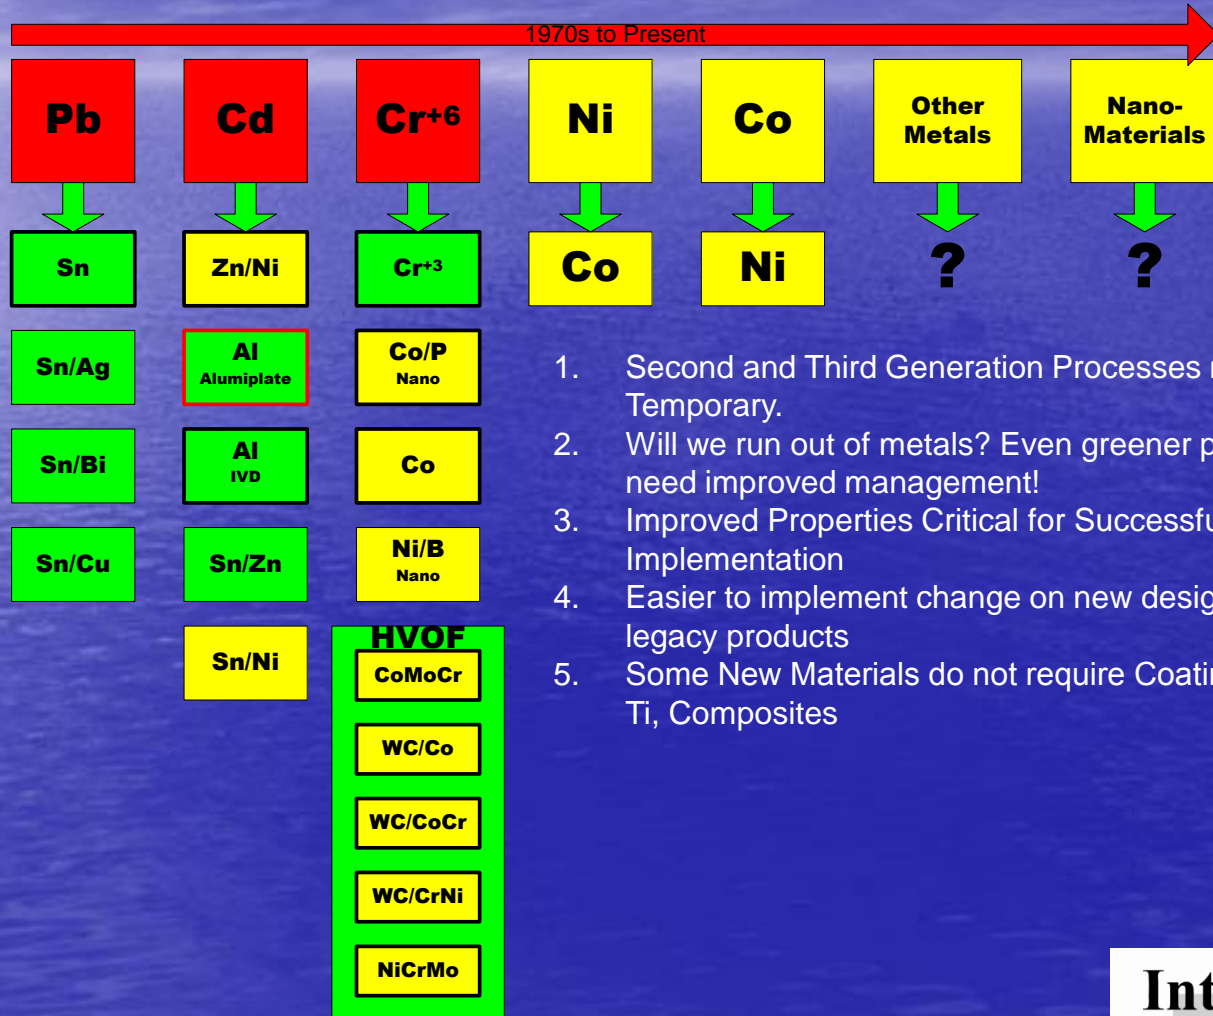 1970s to Present
Pb
Cd
Cr+6
Ni
Co
Other
Metals
Nano-
Materials
Sn
Zn/Ni
Cr+3
Co
Ni
?
?
Sn/Ag
Al
Alumiplate
Co/P
Nano
Sn/Bi
Al
IVD
Co
Sn/Cu
Sn/Zn
Ni/B
Nano
Sn/Ni
HVOF
CoMoCr
WC/Co
WC/CoCr
WC/CrNi
NiCrMo
1. Second and Third Generation Processes
Temporary.
2. Will we run out of metals? Even greener
need improved management!
3. Improved Properties Critical for
Implementation
4. Easier to implement change on new
legacy products
5. Some New Materials do not require
Ti, Composites